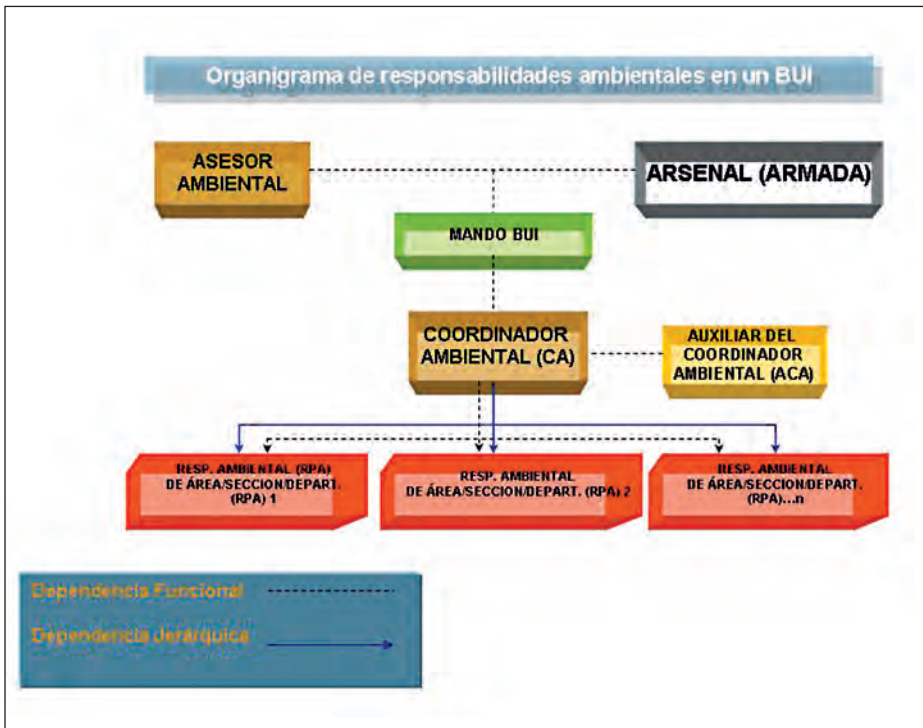 Organigrama de responsabilidades ambientales en un BUI
ASESOR
AMBIENTAL
ARSENAL (ARMADA)
MANDO BUI
COORDINADOR
AMBIENTAL (CA)
AUXILIAR DEL
COORDINADOR
AMBIENTAL (ACA)
RESP. AMBIENTAL (RPA)
DE ÁREA/SECCION/DEPART.
(RPA) 1
RESP. AMBIENTAL
DE ÁREA/SECCION/DEPART. (RPA) 2
RESP. AMBIENTAL
DE ÁREA/SECCION/DEPART.
(RPA)...n
Dependencia Funcional
Dependencia Jerárquica